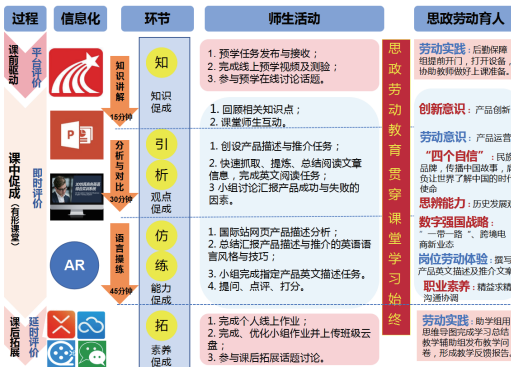 过程
信息化
环节
师生活动
思政劳动育人
课前驱动
平台评价
知识讲解
15分钟
知
知识
促成
1. 预学任务发布与接收；
2. 完成线上预学视频及测验；
3. 参与预学在线讨论话题。
1. 回顾相关知识点；
2. 课堂师生互动。
课中促成（有形课堂）
即时评价
P
分析与对比
30分钟
引
析
观点
促成
1. 创设产品描述与推介任务；
2. 快速抓取、提炼、总结阅读文章
信息，完成英文阅读任务；
3 小组讨论汇报产品成功与失败的
因素。
AR
语言操练
45分钟
仿
练
能力
促成
1. 国际站网页产品描述分析；
2. 总结汇报产品描述与推介的英语语
言风格与技巧；
3. 小组完成指定产品英文描述任务。
4. 提问、点评、打分。
课后拓展
延时评价
拓
素养
促成
1. 完成个人线上作业；
2. 完成、优化小组作业并上传班级云
盘；
3. 参与课后拓展话题讨论。
思政劳动教育贯穿课堂学习始终
劳动实践：后勤保障
组提前开门，打开设备，
协助教师做好上课准备。
创新意识：产品创新
劳动意识：产品运营
“四个自信”：民族
品牌，传播中国故事，
在让世界了解中国的时代
使命
思辨能力：历史发展观
数字强国战略：
“一带一路“、跨境电
商新业态
岗位劳动体验：撰写
产品英文描述及推介文案
职业素养：精益求精
沟通协调
劳动实践：助学组用
思维导图完成学习总结
教学辅助组发布教学问
卷，形成教学反馈报告。